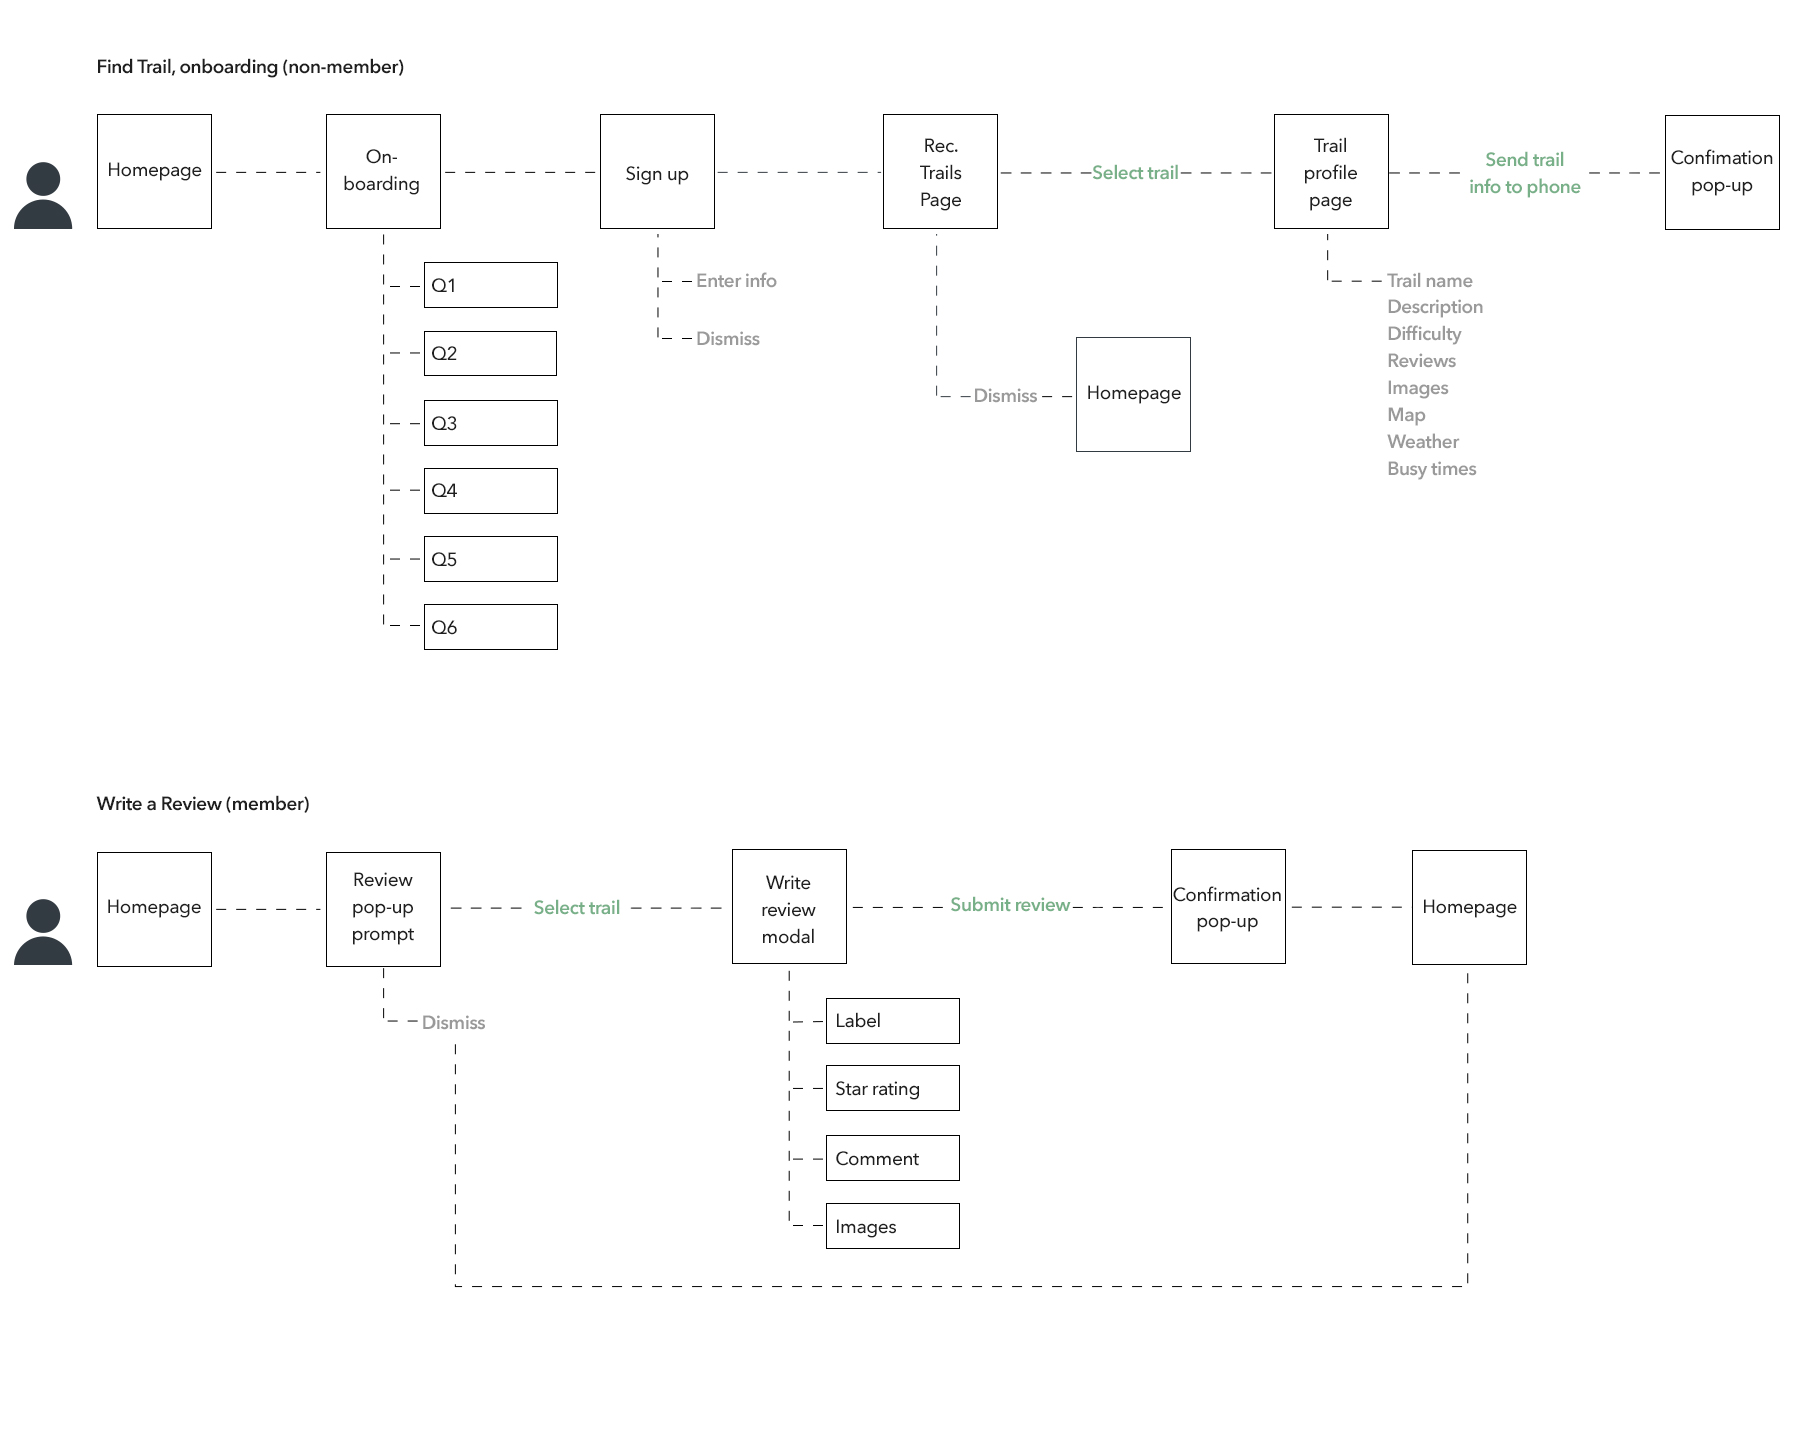 Find Trail, onboarding (non-member)
Homepage
On-
boarding
Sign up
Rec.
Trails
Page
Select trail
Trail
profile
page
Send trail
info to phone
Confimation
pop-up
Q1
Q2
Q3
Q4
Q5
Q6
Enter info
Dismiss
Dismiss
Homepage
Trail name
Description
Difficulty
Reviews
Images
Map
Weather
Busy times
Write a Review (member)
Homepage
Review
pop-up
prompt
Select trail
Write
review
modal
Submit review
Confirmation
pop-up
Homepage
Dismiss
Label
Star rating
Comment
Images